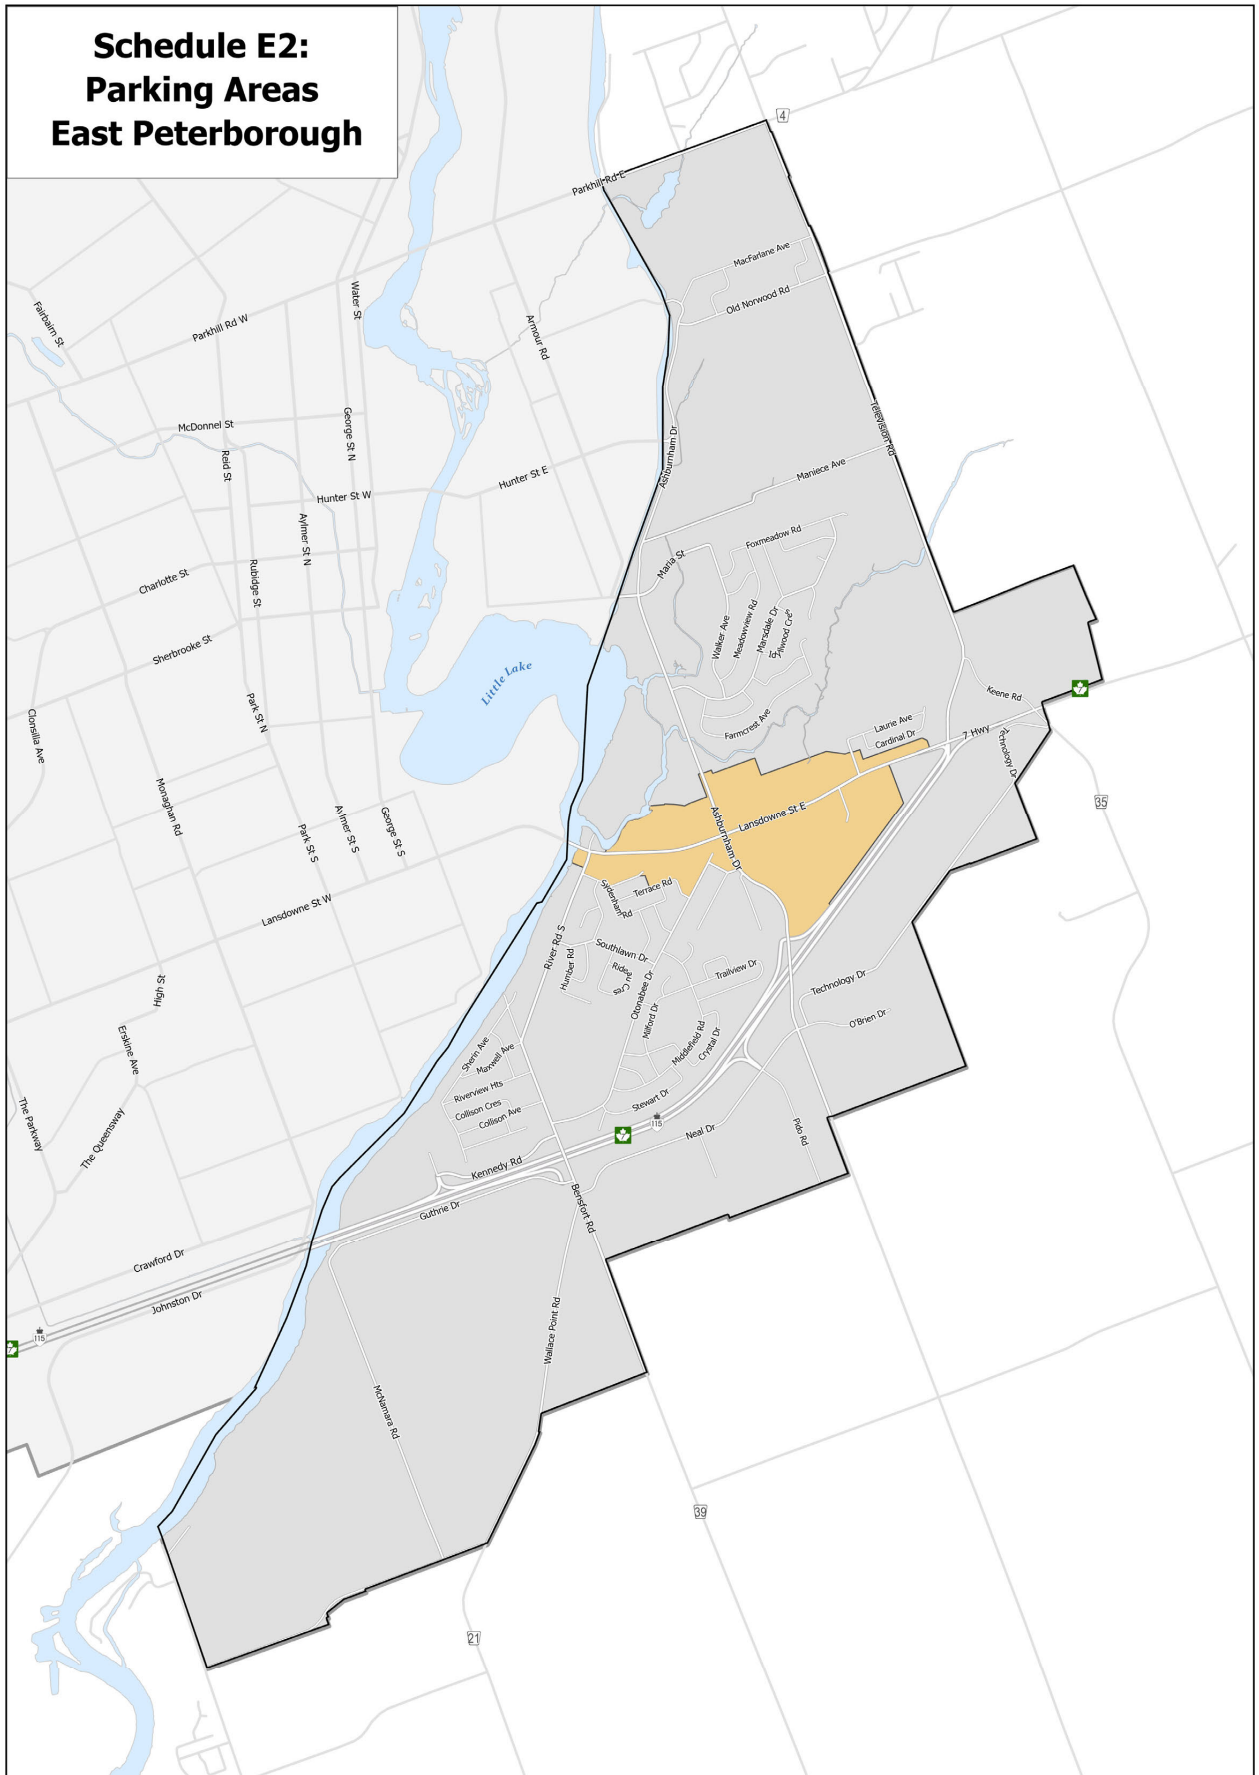 Schedule E2:
Parking Areas
East Peterborough
4
Parkhill Rd E
MacFarlane Ave
Old Norwood Rd
Water St
Fairbairn St
Parkhill Rd W
Armour Rd
McDonnel St
George St N
Television Rd
Ashburnham Dr
Reid St
Hunter St E
Maniece Ave
Hunter St W
Aylmer St N
Foxmeadow Rd
Maria St
Charlotte St
Rubidge St
Walker Ave
Meadowview Rd
Marsdale Dr
Sherbrooke St
Little Lake
Keene Rd
7
Park St N
Clonsilla Ave
Farmcrest Ave
Laurie Ave
Cardinal Dr
7 Hwy
Technology Dr
35
Monaghan Rd
Aylmer St S
George St S
Park St S
Lansdowne St E
Ashburnham Dr
Lansdowne St W
Terrace Rd
Sydenham Rd
River Rd S
Southlawn Dr
Humber Rd
Otonabee Dr
Trailview Dr
High St
Technology Dr
Milford Dr
O'Brien Dr
Erskine Ave
Sherin Ave
Maxwell Ave
Middlefield Rd
Crystal Dr
Riverview Hts
Collison Cres
Collison Ave
Stewart Dr
The Parkway
The Queensway
115
7
Neal Dr
Pido Rd
Kennedy Rd
Guthrie Dr
Bensfort Rd
Crawford Dr
Johnston Dr
115
7
Wallace Point Rd
McNamara Rd
39
21